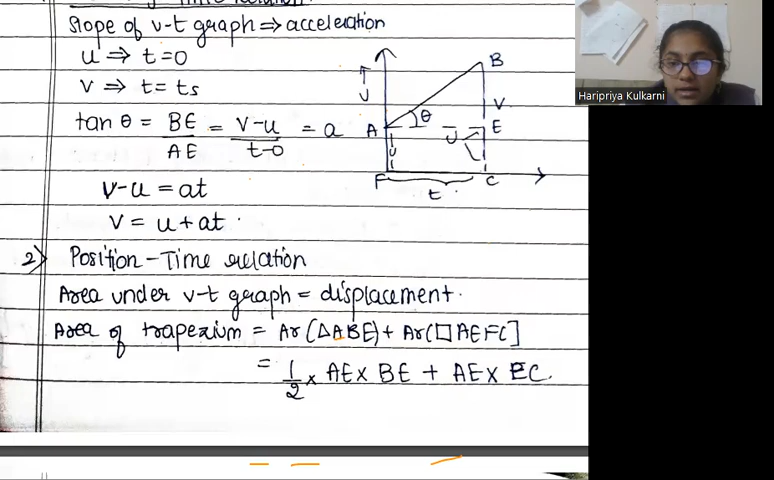 Slope of v-t graph ⇒ acceleration
u ⇒ t=0
v ⇒ t= ts
tan θ = BE/AE = v-u/t-0 = a
v-u = at
v = u+at .
B
v
A
θ
E
U
U
F
C
t
2) Position-Time relation
Area under v-t graph = displacement.
Area of trapezium = Ar(△ABE)+ Ar(□AEFC]
= 1/2 × AE× BE + AE× EC.
Haripriya Kulkarni